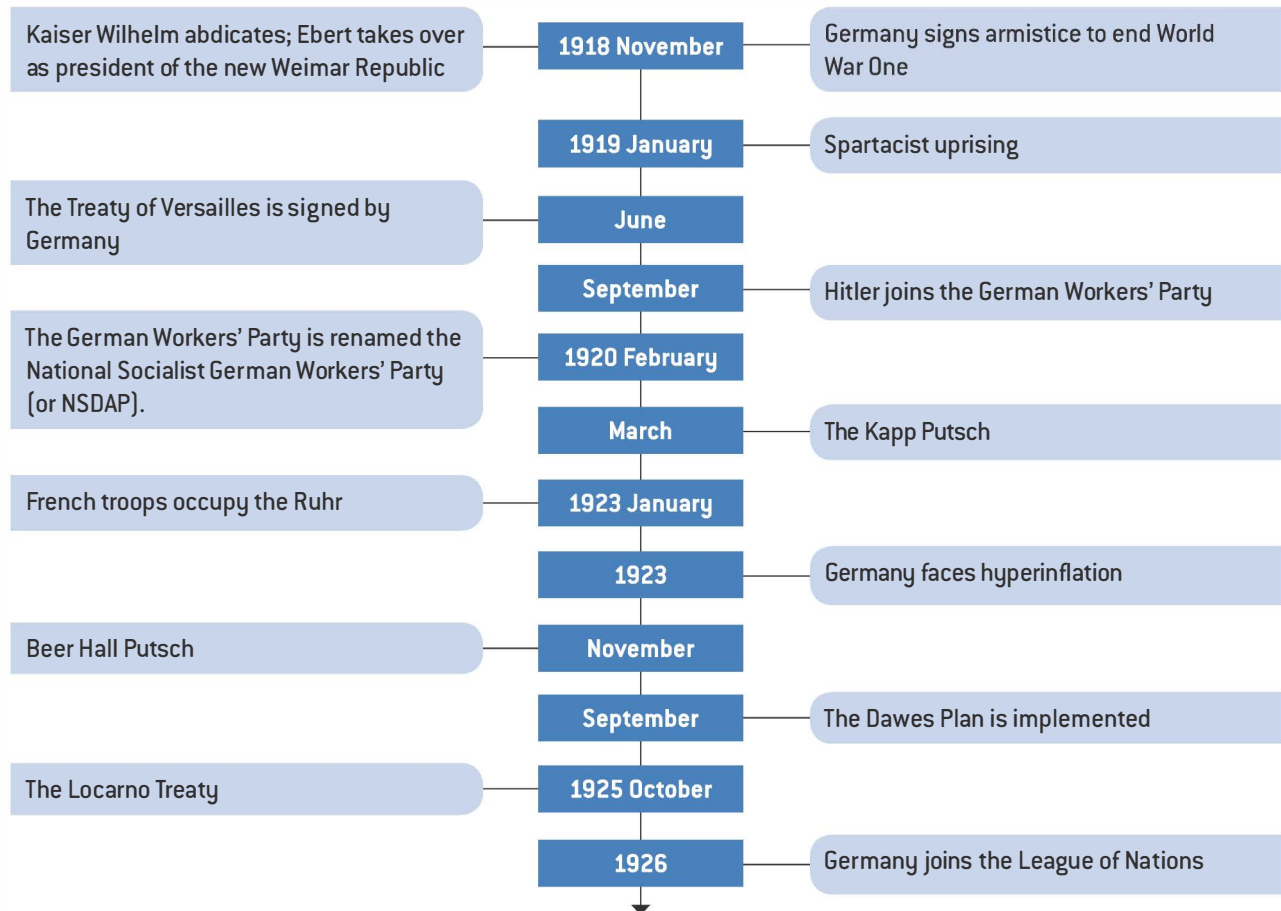 Kaiser Wilhelm abdicates; Ebert takes over
as president of the new Weimar Republic
1918 November
Germany signs armistice to end World
War One
1919 January
Spartacist uprising
The Treaty of Versailles is signed by
Germany
June
September
Hitler joins the German Workers’ Party
The German Workers’ Party is renamed the
National Socialist German Workers’ Party
(or NSDAP).
1920 February
March
The Kapp Putsch
French troops occupy the Ruhr
1923 January
1923
Germany faces hyperinflation
Beer Hall Putsch
November
September
The Dawes Plan is implemented
The Locarno Treaty
1925 October
1926
Germany joins the League of Nations